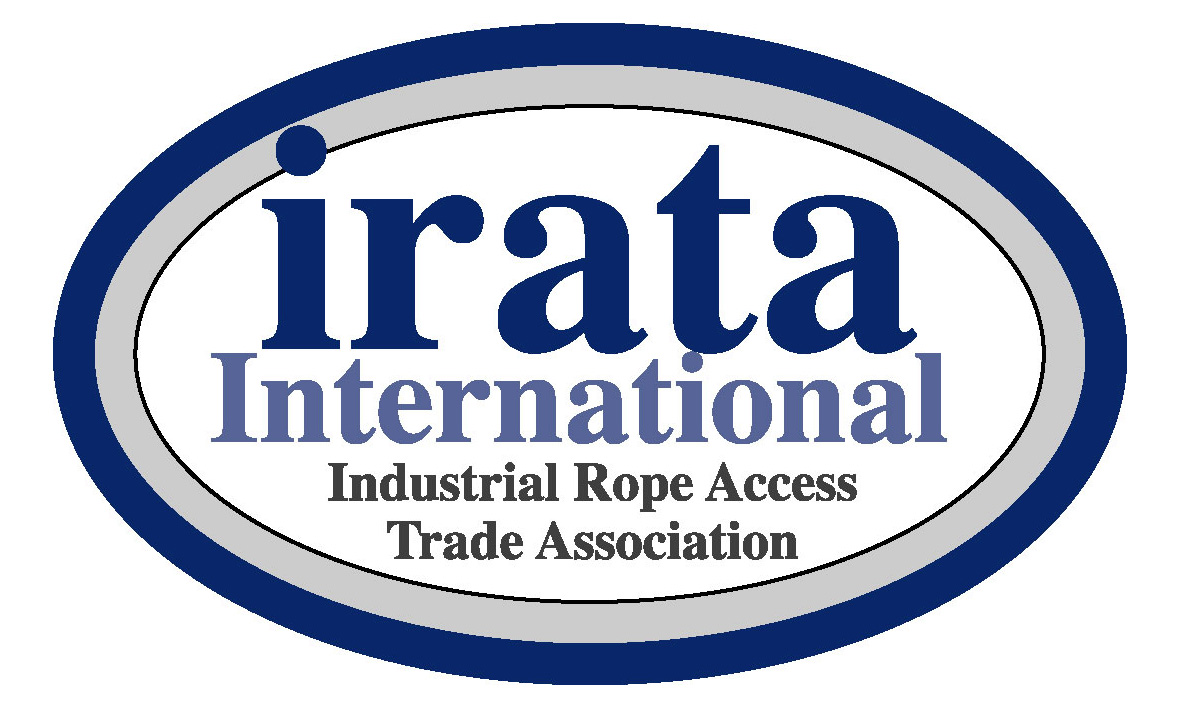 irata
International
Industrial Rope Access
Trade Association